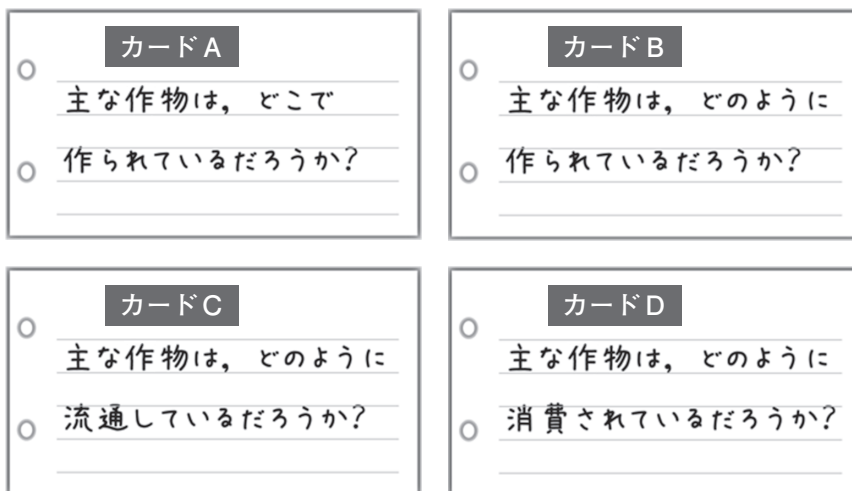 カードA
主な作物は，どこで
作られているだろうか?
カードB
主な作物は，どのように
作られているだろうか?
カードC
主な作物は，どのように
流通しているだろうか?
カードD
主な作物は，どのように
消費されているだろうか?